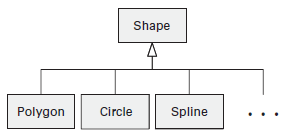 Shape
Polygon Circle Spline . . .